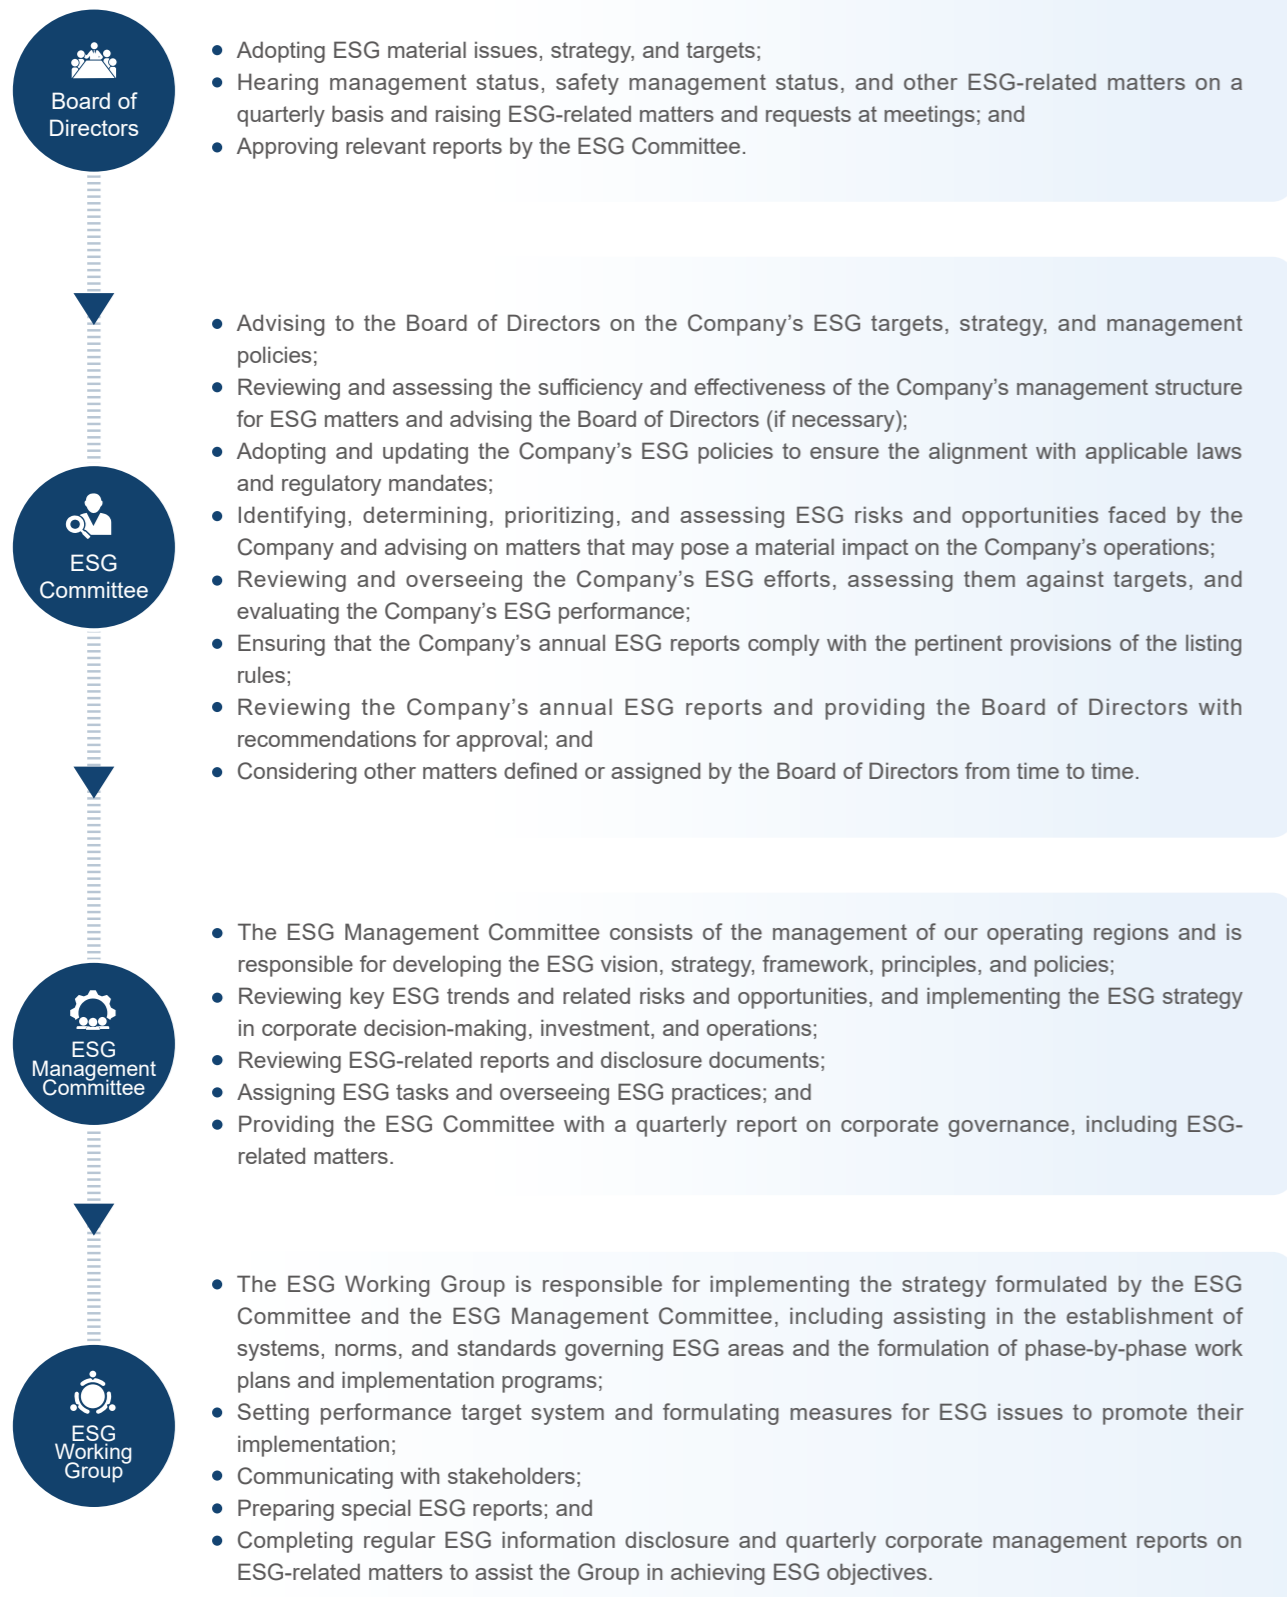 Board of
Directors
Adopting ESG material issues, strategy, and targets;
Hearing management status, safety management status, and other ESG-related matters on a
quarterly basis and raising ESG-related matters and requests at meetings; and
Approving relevant reports by the ESG Committee.
ESG
Committee
Advising to the Board of Directors on the Company's ESG targets, strategy, and management
policies;
Reviewing and assessing the sufficiency and effectiveness of the Company's management structure
for ESG matters and advising the Board of Directors (if necessary);
Adopting and updating the Company's ESG policies to ensure the alignment with applicable laws
and regulatory mandates;
Identifying, determining, prioritizing, and assessing ESG risks and opportunities faced by the
Company and advising on matters that may pose a material impact on the Company's operations;
Reviewing and overseeing the Company's ESG efforts, assessing them against targets, and
evaluating the Company's ESG performance;
Ensuring that the Company's annual ESG reports comply with the pertinent provisions of the listing
rules;
Reviewing the Company's annual ESG reports and providing the Board of Directors with
recommendations for approval; and
Considering other matters defined or assigned by the Board of Directors from time to time.
ESG
Management
Committee
The ESG Management Committee consists of the management of our operating regions and is
responsible for developing the ESG vision, strategy, framework, principles, and policies;
Reviewing key ESG trends and related risks and opportunities, and implementing the ESG strategy
in corporate decision-making, investment, and operations;
Reviewing ESG-related reports and disclosure documents;
Assigning ESG tasks and overseeing ESG practices; and
Providing the ESG Committee with a quarterly report on corporate governance, including ESG-
related matters.
ESG
Working
Group
The ESG Working Group is responsible for implementing the strategy formulated by the ESG
Committee and the ESG Management Committee, including assisting in the establishment of
systems, norms, and standards governing ESG areas and the formulation of phase-by-phase work
plans and implementation programs;
Setting performance target system and formulating measures for ESG issues to promote their
implementation;
Communicating with stakeholders;
Preparing special ESG reports; and
Completing regular ESG information disclosure and quarterly corporate management reports on
ESG-related matters to assist the Group in achieving ESG objectives.